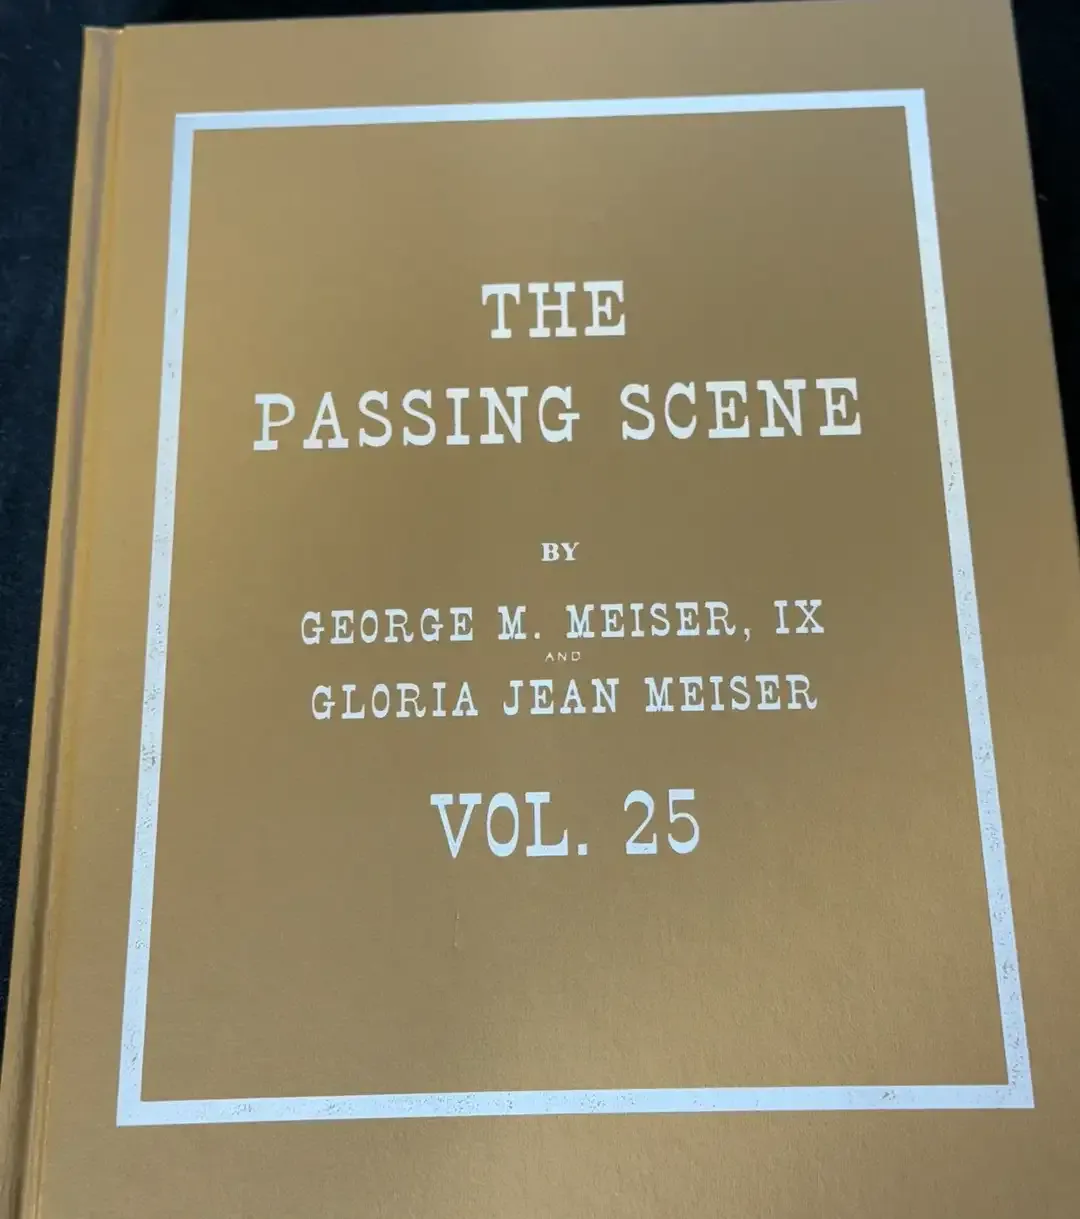 THE
PASSING SCENE
BY
GEORGE M. MEISER, IX
AND
GLORIA JEAN MEISER
VOL. 25